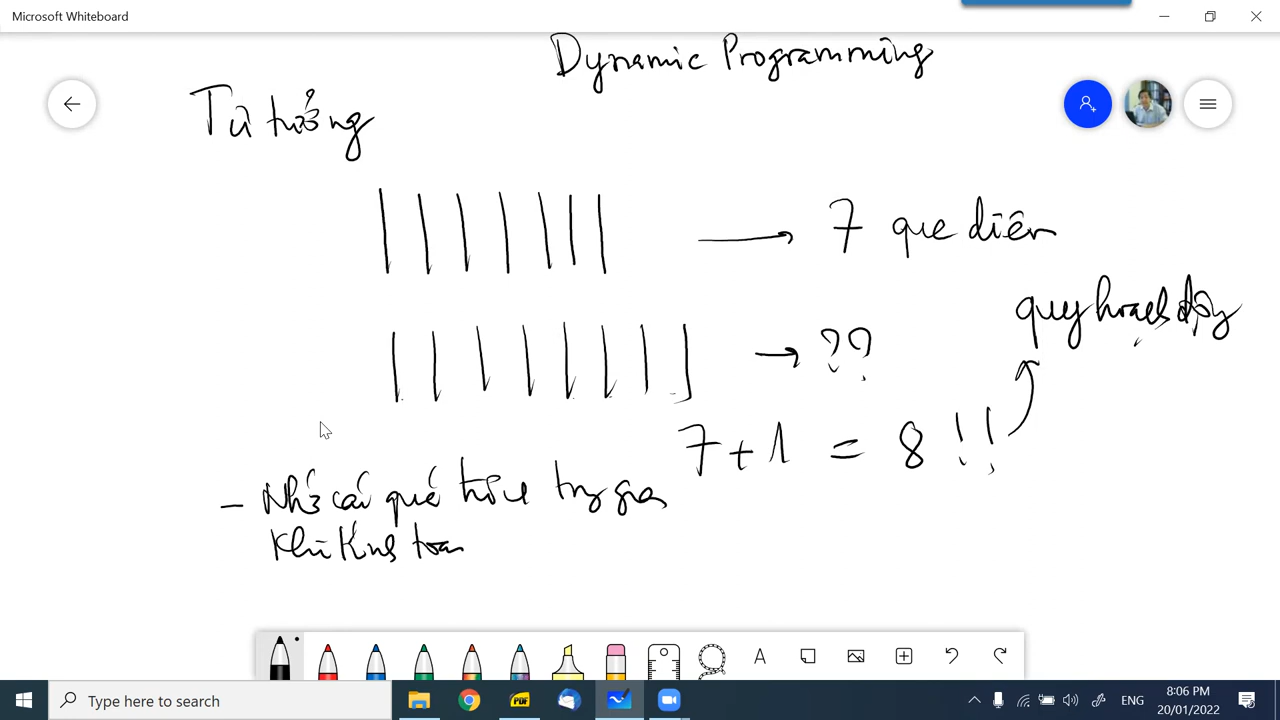 Microsoft Whiteboard
Dynamic Programming
Tư tưởng
7 que diêm
quy hoạch động
??
7 + 1 = 8 !!
- Nhớ cái quả trung gian
khi tính toán
Type here to search
ENG
8:06 PM
20/01/2022